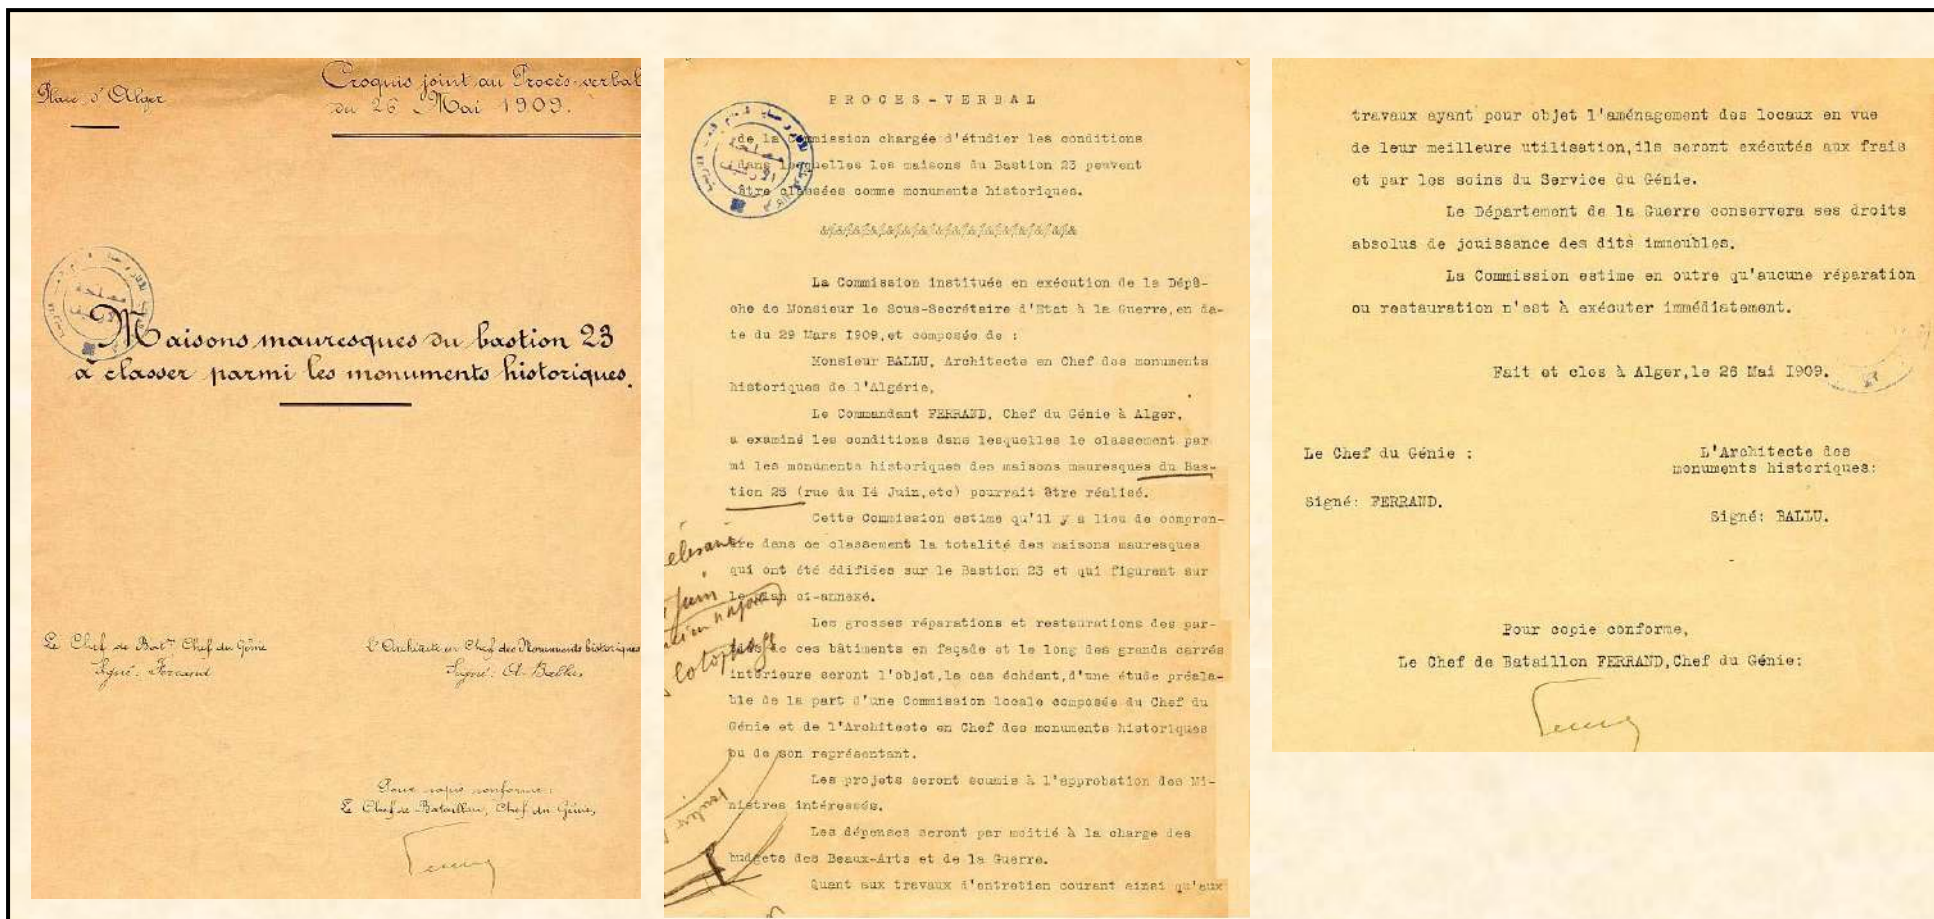 Place d'Alger
Croquis joint au Procès-verbal
du 26 Mai 1909.
Maisons mauresques du bastion 23
à classer parmi les monuments historiques.
Le Chef de Bat.on Chef du Génie
Signé: Ferrand
L'Architecte en Chef des Monuments historiques
Signé: A. Ballu
Pour copie conforme:
Le Chef de Bataillon, Chef du Génie,
PROCES-VERBAL
de la Commission chargée d'étudier les conditions
dans lesquelles les maisons du Bastion 23 peuvent
être classées comme monuments historiques.
La Commission instituée en exécution de la Dépê-
che de Monsieur le Sous-Secrétaire d'Etat à la Guerre,en da-
te du 29 Mars I909,et composée de :
Monsieur BALLU, Architecte en Chef des monuments
historiques de l'Algérie,
Le Commandant FERRAND, Chef du Génie à Alger,
a examiné les conditions dans lesquelles le classement par
mi les monuments historiques des maisons mauresques du Bas-
tion 23 (rue du I4 Juin,etc) pourrait être réalisé.
Cette Commission estime qu'il y a lieu de compren-
dre dans ce classement la totalité des maisons mauresques
qui ont été édifiées sur le Bastion 23 et qui figurent sur
le plan ci-annexé.
Les grosses réparations et restaurations des par-
ties de ces bâtiments en façade et le long des grands carrés
intérieurs seront l'objet,le cas échéant,d'une étude préala-
ble de la part d'une Commission locale composée du Chef du
Génie et de l'Architecte en Chef des monuments historiques
ou de son représentant.
Les projets seront soumis à l'approbation des Mi-
nistres intéressés.
Les dépenses seront par moitié à la charge des
budgets des Beaux-Arts et de la Guerre.
Quant aux travaux d'entretien courant ainsi qu'aux
travaux ayant pour objet l'aménagement des locaux en vue
de leur meilleure utilisation,ils seront exécutés aux frais
et par les soins du Service du Génie.
Le Département de la Guerre conservera ses droits
absolus de jouissance des dits immeubles.
La Commission estime en outre qu'aucune réparation
ou restauration n'est à exécuter immédiatement.
Fait et clos à Alger,le 26 Mai I909.
Le Chef du Génie :
Signé: FERRAND.
L'Architecte des
monuments historiques:
Signé: BALLU.
Pour copie conforme,
Le Chef de Bataillon FERRAND,Chef du Génie: